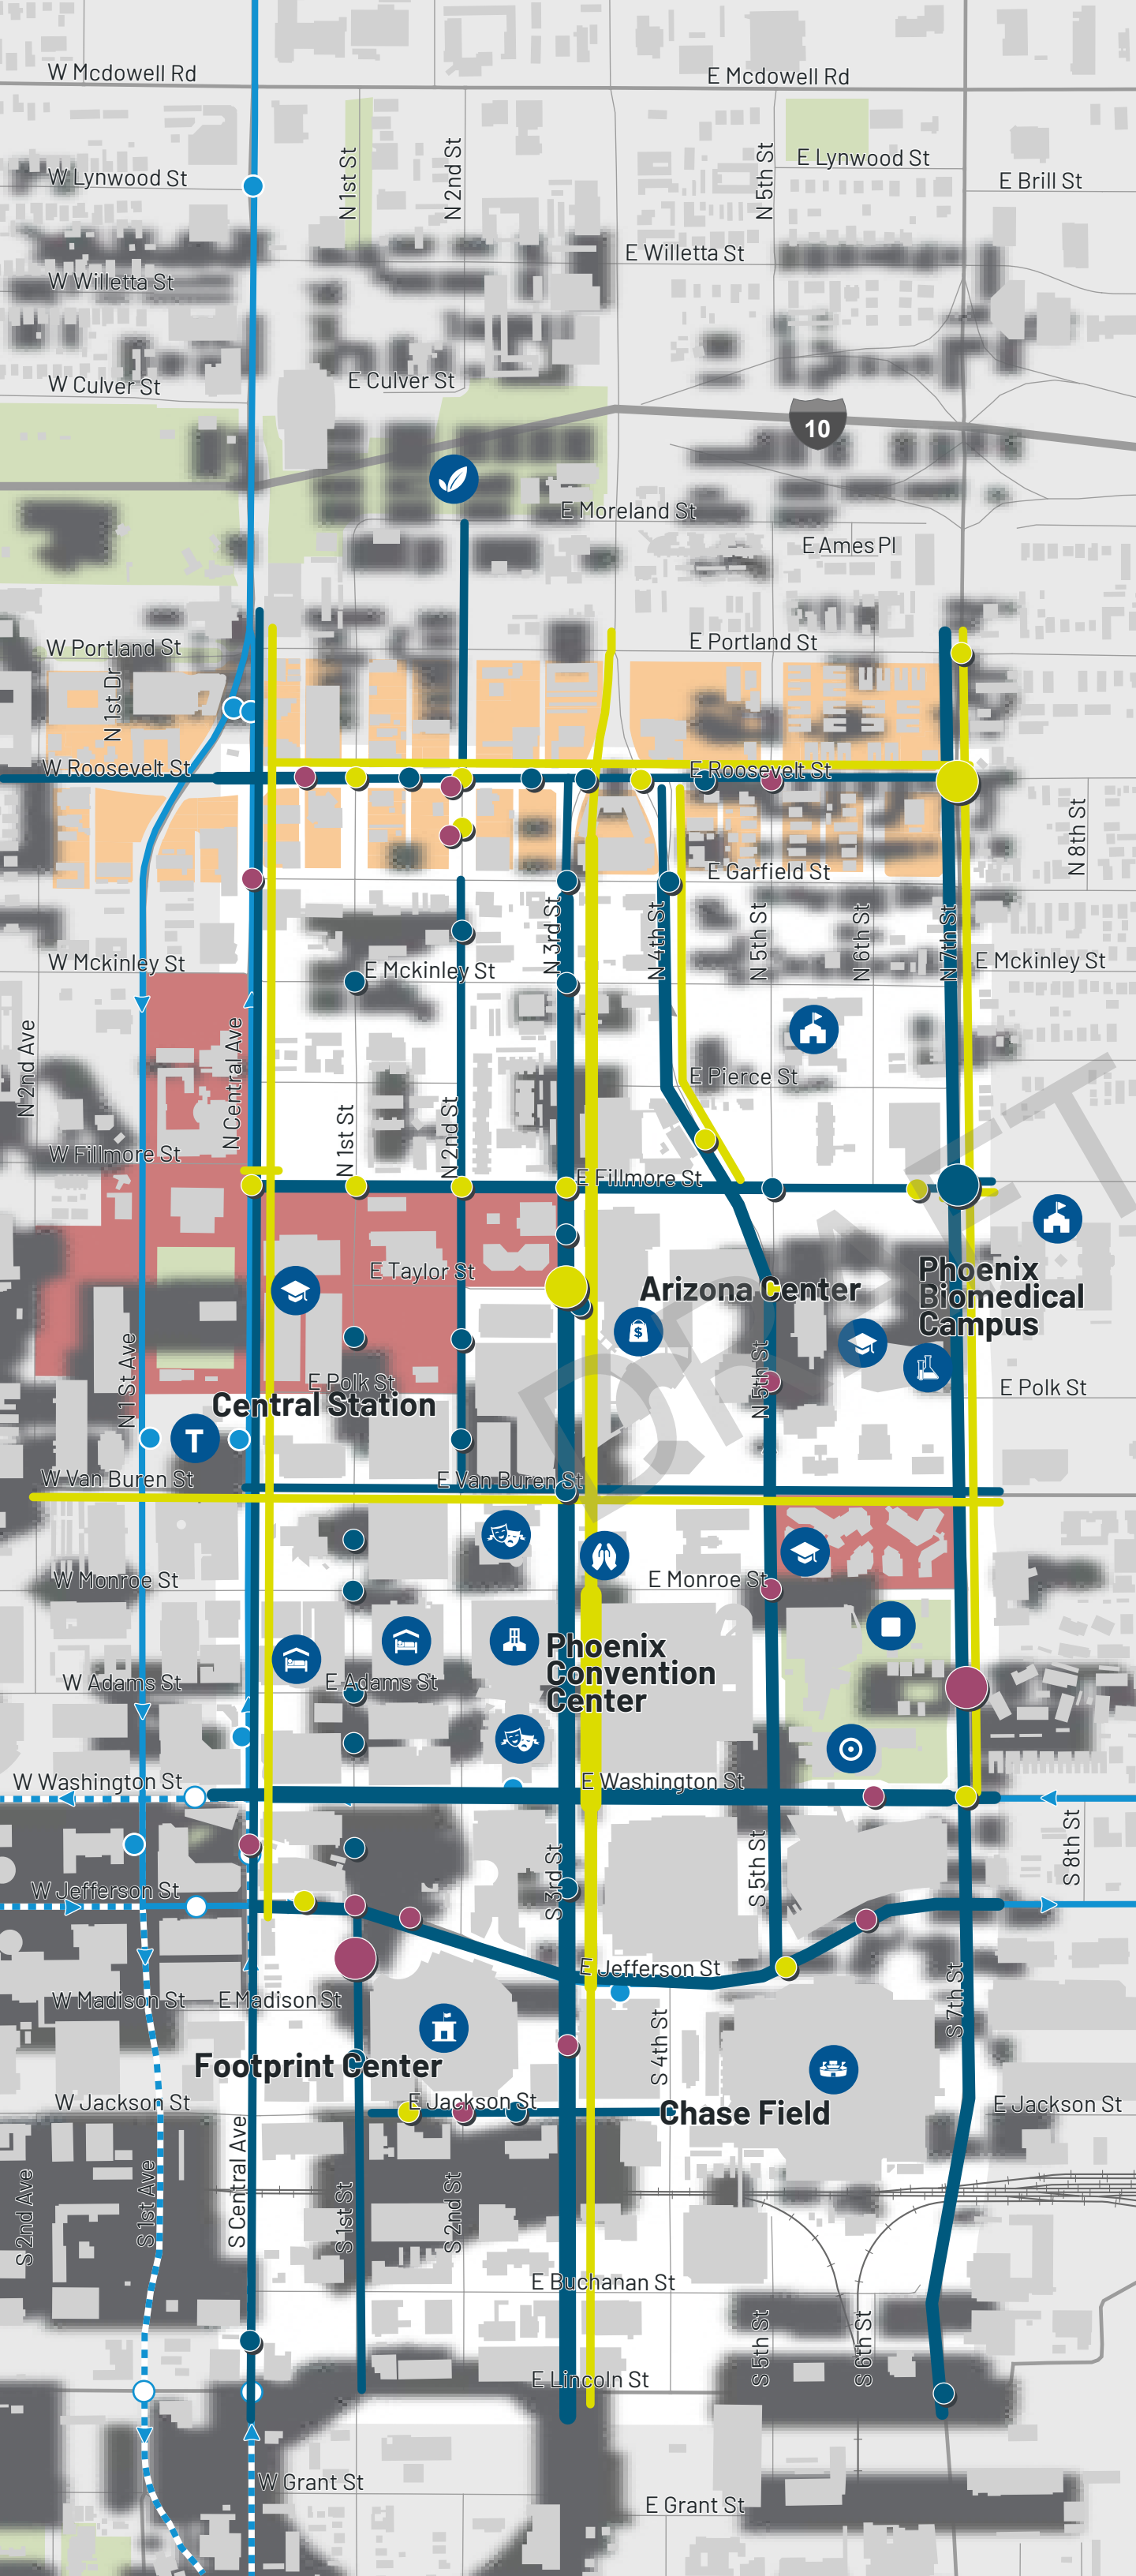 W Mcdowell Rd
E Mcdowell Rd
N 1st St
N 2nd St
N 5th St
E Lynwood St
W Lynwood St
E Brill St
E Willetta St
W Willetta St
W Culver St
E Culver St
10
E Moreland St
E Ames Pl
W Portland St
E Portland St
N 1st Dr
W Roosevelt St
E Roosevelt St
N 8th St
E Garfield St
N 3rd St
N 4th St
N 5th St
N 6th St
N 7th St
W Mckinley St
E Mckinley St
E Mckinley St
N 2nd Ave
N Central Ave
E Pierce St
N 1st St
N 2nd St
W Fillmore St
E Fillmore St
DRAFT
E Taylor St
Arizona Center
Phoenix
Biomedical
Campus
N 1 St Ave
N 5th St
E Polk St
E Polk St
Central Station
T
W Van Buren St
E Van Buren St
W Monroe St
E Monroe St
Phoenix
Convention
Center
W Adams St
E Adams St
W Washington St
E Washington St
S 3rd St
S 5th St
S 8th St
W Jefferson St
E Jefferson St
W Madison St
E Madison St
S 4th St
S 7th St
Footprint Center
W Jackson St
E Jackson St
E Jackson St
Chase Field
S 2nd Ave
S 1st Ave
S Central Ave
S 1st St
S 2nd St
E Buchanan St
S 5th St
S 6th St
E Lincoln St
W Grant St
E Grant St